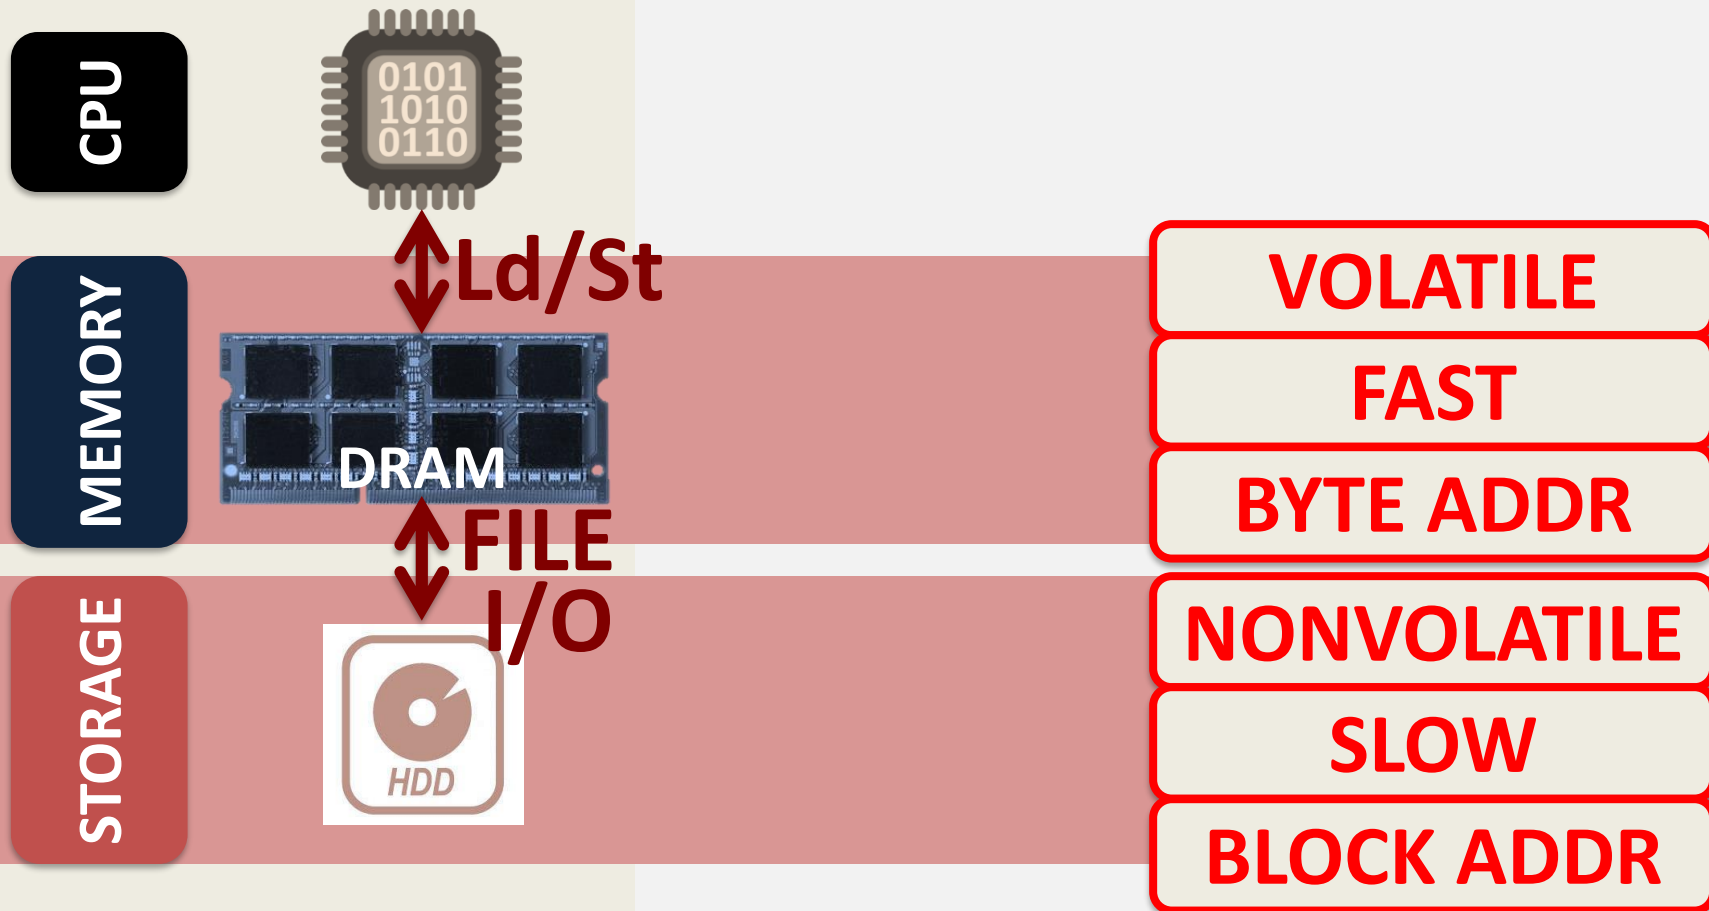 CPU
0101
1010
0110
Ld/St
MEMORY
DRAM
VOLATILE
FAST
BYTE ADDR
FILE
I/O
STORAGE
HDD
NONVOLATILE
SLOW
BLOCK ADDR